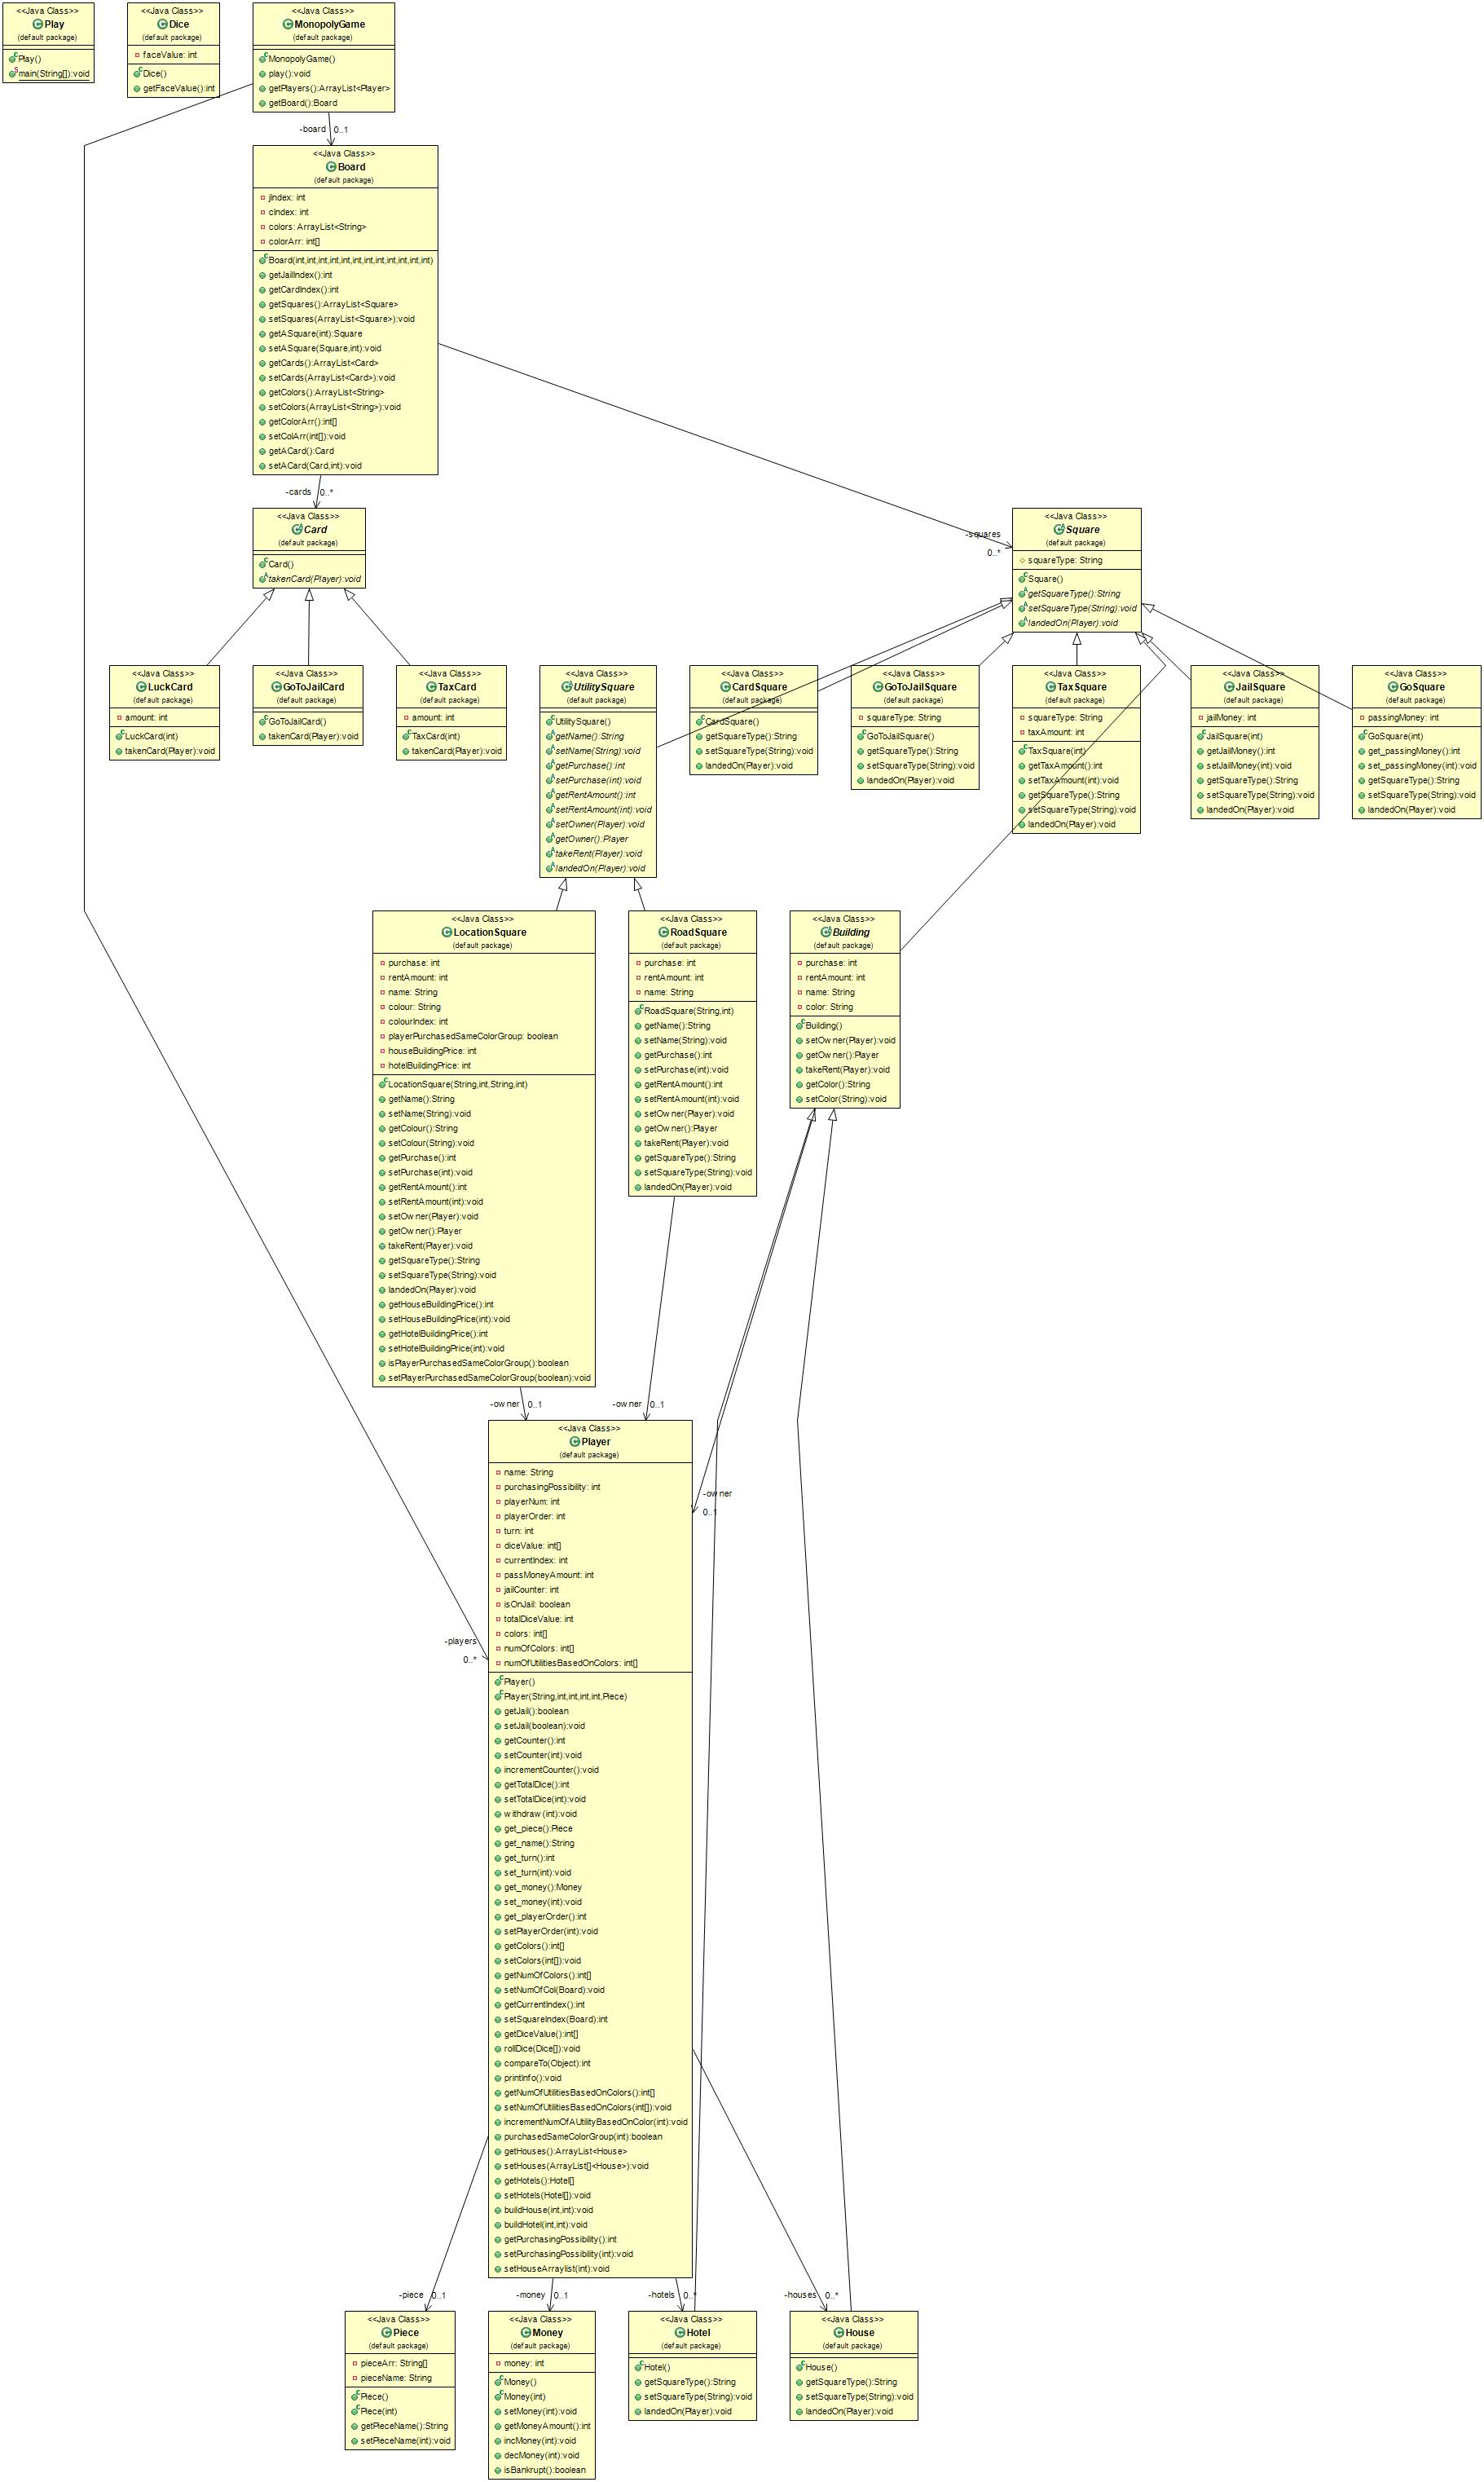 <<Java Class>>
Play
(default package)
Play()
main(String[]):void
<<Java Class>>
Dice
(default package)
faceValue: int
Dice()
getFaceValue():int
<<Java Class>>
MonopolyGame
(default package)
MonopolyGame()
play():void
getPlayers():ArrayList<Player>
getBoard():Board
-board 0..1
<<Java Class>>
Board
(default package)
jIndex: int
cIndex: int
colors: ArrayList<String>
colorArr: int[]
Board(int,int,int,int,int,int,int,int,int,int,int,int,int)
getJailIndex():int
getCardIndex():int
getSquares():ArrayList<Square>
setSquares(ArrayList<Square>):void
getASquare(int):Square
setASquare(Square,int):void
getCards():ArrayList<Card>
setCards(ArrayList<Card>):void
getColors():ArrayList<String>
setColors(ArrayList<String>):void
getColorArr():int[]
setColArr(int[]):void
getACard():Card
setACard(Card,int):void
-cards 0..*
-squares
0..*
<<Java Class>>
Card
(default package)
Card()
takenCard(Player):void
<<Java Class>>
Square
(default package)
squareType: String
Square()
getSquareType():String
setSquareType(String):void
landedOn(Player):void
<<Java Class>>
LuckCard
(default package)
amount: int
LuckCard(int)
takenCard(Player):void
<<Java Class>>
GoToJailCard
(default package)
GoToJailCard()
takenCard(Player):void
<<Java Class>>
TaxCard
(default package)
amount: int
TaxCard(int)
takenCard(Player):void
<<Java Class>>
UtilitySquare
(default package)
UtilitySquare()
getName():String
setName(String):void
getPurchase():int
setPurchase(int):void
getRentAmount():int
setRentAmount(int):void
setOwner(Player):void
getOwner():Player
takeRent(Player):void
landedOn(Player):void
<<Java Class>>
CardSquare
(default package)
CardSquare()
getSquareType():String
setSquareType(String):void
landedOn(Player):void
<<Java Class>>
GoToJailSquare
(default package)
squareType: String
GoToJailSquare()
getSquareType():String
setSquareType(String):void
landedOn(Player):void
<<Java Class>>
TaxSquare
(default package)
squareType: String
taxAmount: int
TaxSquare(int)
getTaxAmount():int
setTaxAmount(int):void
getSquareType():String
setSquareType(String):void
landedOn(Player):void
<<Java Class>>
JailSquare
(default package)
jailMoney: int
JailSquare(int)
getJailMoney():int
setJailMoney(int):void
getSquareType():String
setSquareType(String):void
landedOn(Player):void
<<Java Class>>
GoSquare
(default package)
passingMoney: int
GoSquare(int)
get_passingMoney():int
set_passingMoney(int):void
getSquareType():String
setSquareType(String):void
landedOn(Player):void
<<Java Class>>
LocationSquare
(default package)
purchase: int
rentAmount: int
name: String
colour: String
colourIndex: int
playerPurchasedSameColorGroup: boolean
houseBuildingPrice: int
hotelBuildingPrice: int
LocationSquare(String,int,String,int)
getName():String
setName(String):void
getColour():String
setColour(String):void
getPurchase():int
setPurchase(int):void
getRentAmount():int
setRentAmount(int):void
setOwner(Player):void
getOwner():Player
takeRent(Player):void
getSquareType():String
setSquareType(String):void
landedOn(Player):void
getHouseBuildingPrice():int
setHouseBuildingPrice(int):void
getHotelBuildingPrice():int
setHotelBuildingPrice(int):void
isPlayerPurchasedSameColorGroup():boolean
setPlayerPurchasedSameColorGroup(boolean):void
<<Java Class>>
RoadSquare
(default package)
purchase: int
rentAmount: int
name: String
RoadSquare(String,int)
getName():String
setName(String):void
getPurchase():int
setPurchase(int):void
getRentAmount():int
setRentAmount(int):void
setOwner(Player):void
getOwner():Player
takeRent(Player):void
getSquareType():String
setSquareType(String):void
landedOn(Player):void
<<Java Class>>
Building
(default package)
purchase: int
rentAmount: int
name: String
color: String
Building()
setOwner(Player):void
getOwner():Player
takeRent(Player):void
getColor():String
setColor(String):void
-owner 0..1
-owner 0..1
-owner
0..1
-players
0..*
<<Java Class>>
Player
(default package)
name: String
purchasingPossibility: int
playerNum: int
playerOrder: int
turn: int
diceValue: int[]
currentIndex: int
passMoneyAmount: int
jailCounter: int
isOnJail: boolean
totalDiceValue: int
colors: int[]
numOfColors: int[]
numOfUtilitiesBasedOnColors: int[]
Player()
Player(String,int,int,int,int,Piece)
getJail():boolean
setJail(boolean):void
getCounter():int
setCounter(int):void
incrementCounter():void
getTotalDice():int
setTotalDice(int):void
withdraw(int):void
get_piece():Piece
get_name():String
get_turn():int
set_turn(int):void
get_money():Money
set_money(int):void
get_playerOrder():int
setPlayerOrder(int):void
getColors():int[]
setColors(int[]):void
getNumOfColors():int[]
setNumOfCol(Board):void
getCurrentIndex():int
setSquareIndex(Board):int
getDiceValue():int[]
rollDice(Dice[]):void
compareTo(Object):int
printInfo():void
getNumOfUtilitiesBasedOnColors():int[]
setNumOfUtilitiesBasedOnColors(int[]):void
incrementNumOfAUtilityBasedOnColor(int):void
purchasedSameColorGroup(int):boolean
getHouses():ArrayList<House>
setHouses(ArrayList[]<House>):void
getHotels():Hotel[]
setHotels(Hotel[]):void
buildHouse(int,int):void
buildHotel(int,int):void
getPurchasingPossibility():int
setPurchasingPossibility(int):void
setHouseArraylist(int):void
-piece 0..1
-money 0..1
-hotels 0..*
-houses 0..*
<<Java Class>>
Piece
(default package)
pieceArr: String[]
pieceName: String
Piece()
Piece(int)
getPieceName():String
setPieceName(int):void
<<Java Class>>
Money
(default package)
money: int
Money()
Money(int)
setMoney(int):void
getMoneyAmount():int
incMoney(int):void
decMoney(int):void
isBankrupt():boolean
<<Java Class>>
Hotel
(default package)
Hotel()
getSquareType():String
setSquareType(String):void
landedOn(Player):void
<<Java Class>>
House
(default package)
House()
getSquareType():String
setSquareType(String):void
landedOn(Player):void